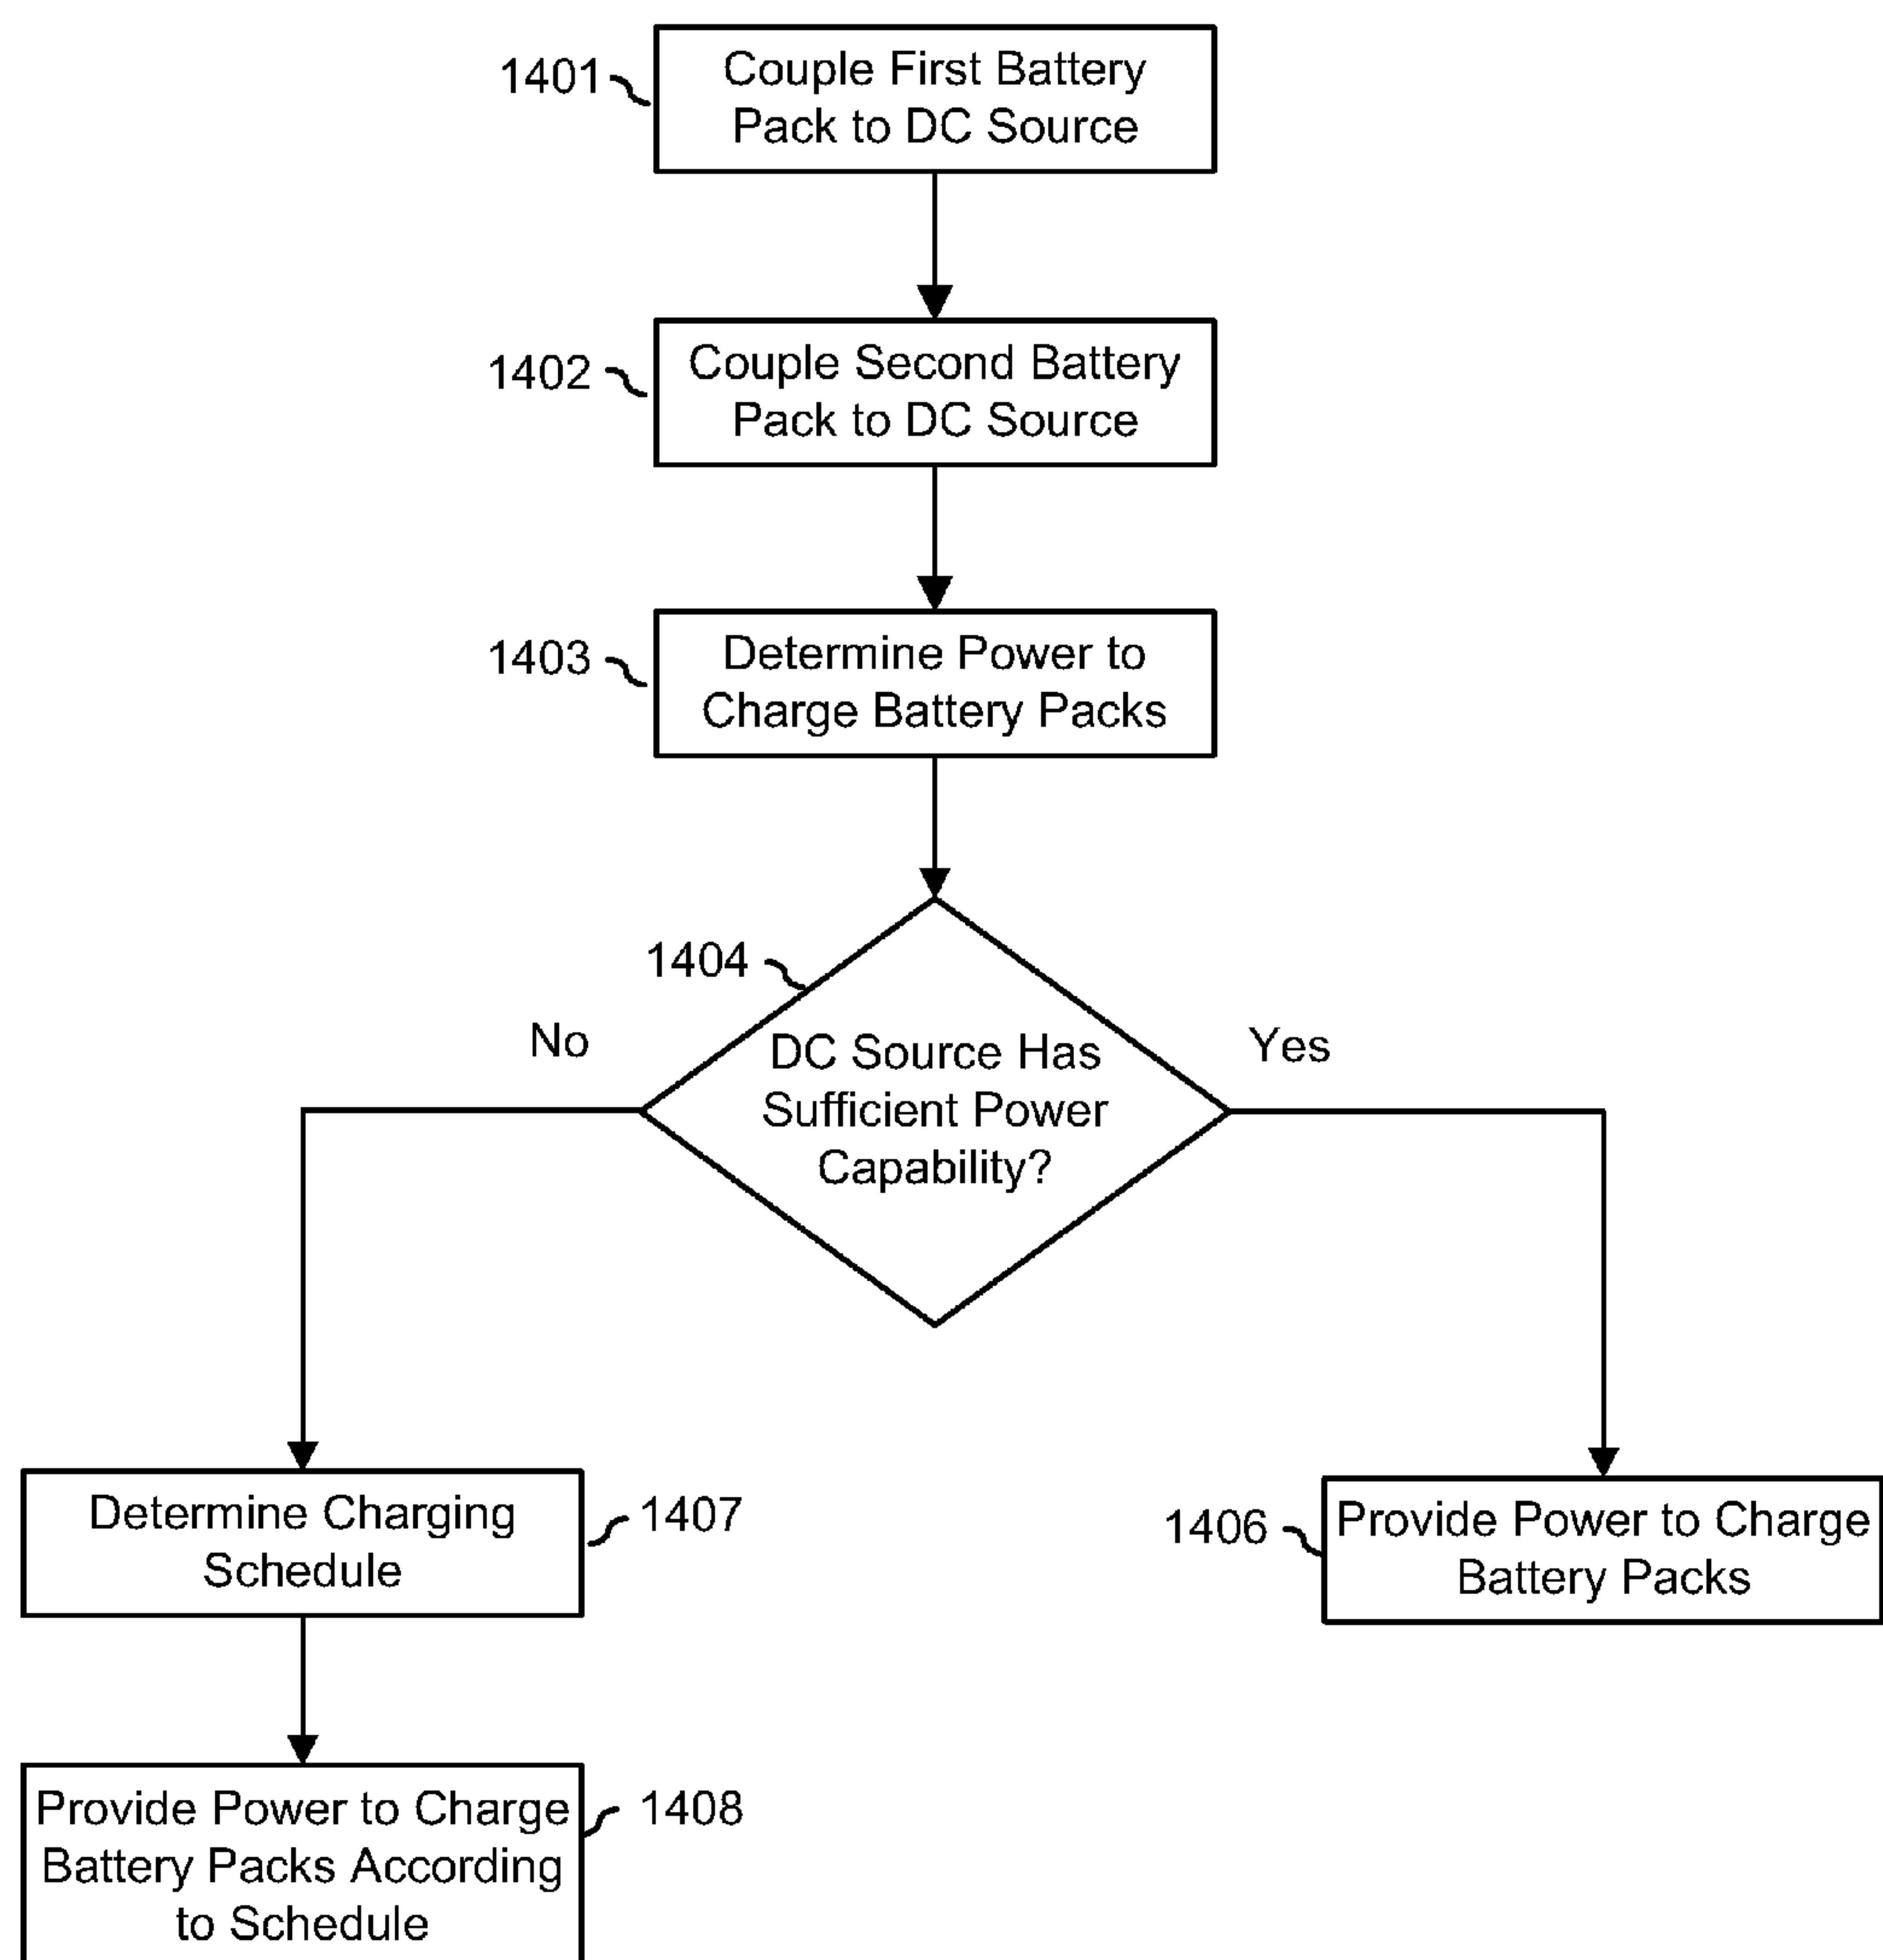 1401
Couple First Battery
Pack to DC Source
1402
Couple Second Battery
Pack to DC Source
1403
Determine Power to
Charge Battery Packs
1404
DC Source Has
Sufficient Power
Capability?
No
Yes
Determine Charging
Schedule
1407
1406
Provide Power to Charge
Battery Packs
Provide Power to Charge
Battery Packs According
to Schedule
1408